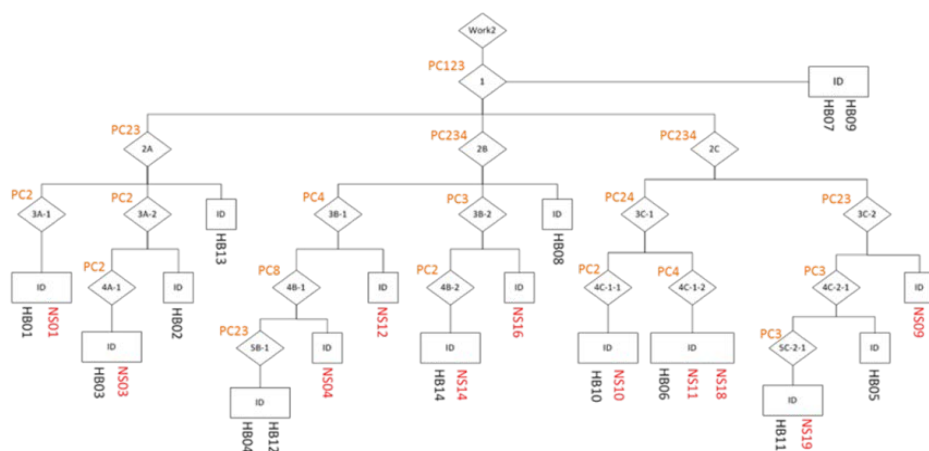 Work2
PC123
1
ID
HB07
HB09
PC23
2A
PC234
2B
PC234
2C
PC2
3A-1
PC2
3A-2
ID
HB13
PC4
3B-1
PC3
3B-2
ID
HB08
PC24
3C-1
PC23
3C-2
ID
HB01
NS01
PC2
4A-1
ID
HB02
PC8
4B-1
ID
NS12
PC2
4B-2
ID
NS16
PC2
4C-1-1
PC4
4C-1-2
PC3
4C-2-1
ID
NS09
ID
HB03
NS03
PC23
5B-1
ID
NS04
ID
HB14
NS14
ID
HB10
NS10
ID
HB06
NS11
NS18
PC3
5C-2-1
ID
HB05
ID
HB04
HB12
ID
HB11
NS19